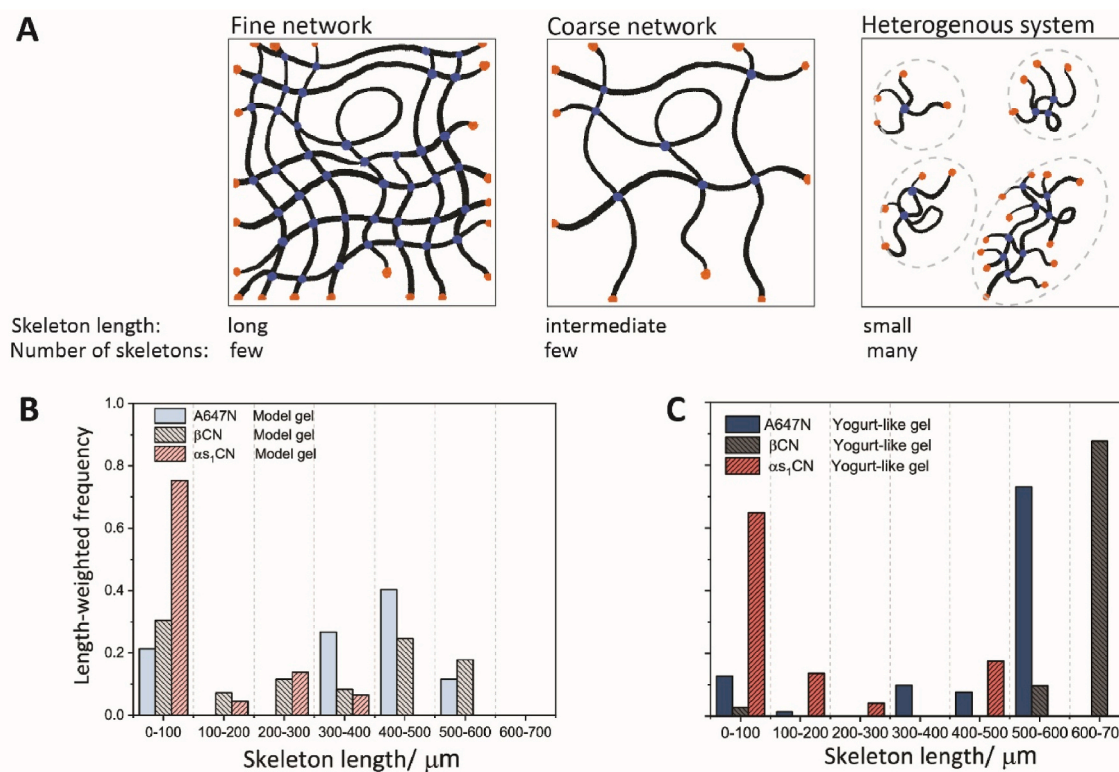 A
Fine network
Coarse network
Heterogenous system
Skeleton length: long intermediate small
Number of skeletons: few few many
B
Length-weighted frequency
1.0
0.8
0.6
0.4
0.2
0.0
A647N Model gel
βCN Model gel
αs₁CN Model gel
0-100 100-200 200-300 300-400 400-500 500-600 600-700
Skeleton length/ μm
C
A647N Yogurt-like gel
βCN Yogurt-like gel
αs₁CN Yogurt-like gel
0-100 100-200 200-300 300-400 400-500 500-600 600-70
Skeleton length/ μm